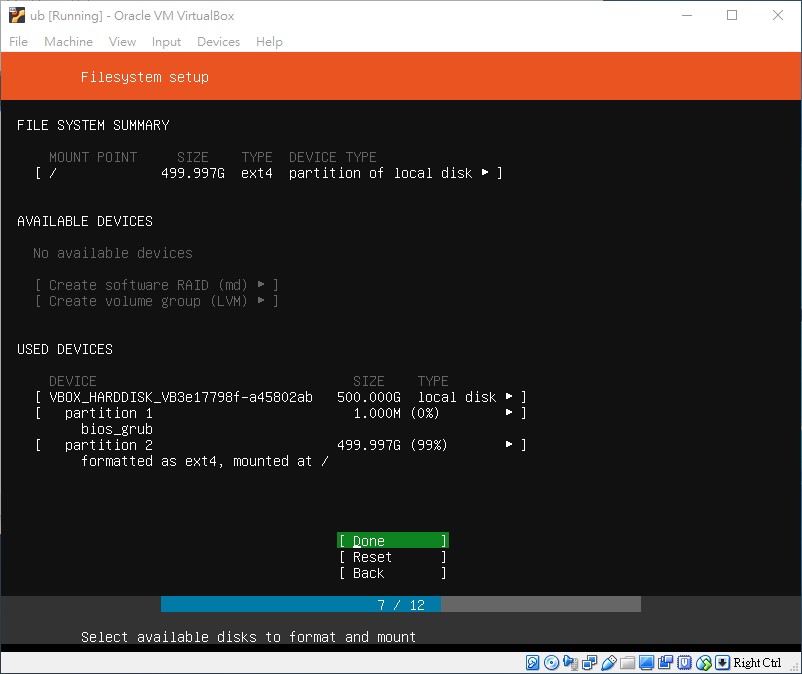 ub [Running] - Oracle VM VirtualBox
File Machine View Input Devices Help
Filesystem setup
FILE SYSTEM SUMMARY
MOUNT POINT SIZE TYPE DEVICE TYPE
[ / 499.997G ext4 partition of local disk ▸ ]
AVAILABLE DEVICES
No available devices
[ Create software RAID (md) ▸ ]
[ Create volume group (LVM) ▸ ]
USED DEVICES
DEVICE SIZE TYPE
[ VBOX_HARDDISK_VB3e17798f-a45802ab 500.000G local disk ▸ ]
[ partition 1 1.000M (0%) ▸ ]
bios_grub
[ partition 2 499.997G (99%) ▸ ]
formatted as ext4, mounted at /
[ Done ]
[ Reset ]
[ Back ]
7 / 12
Select available disks to format and mount
Right Ctrl